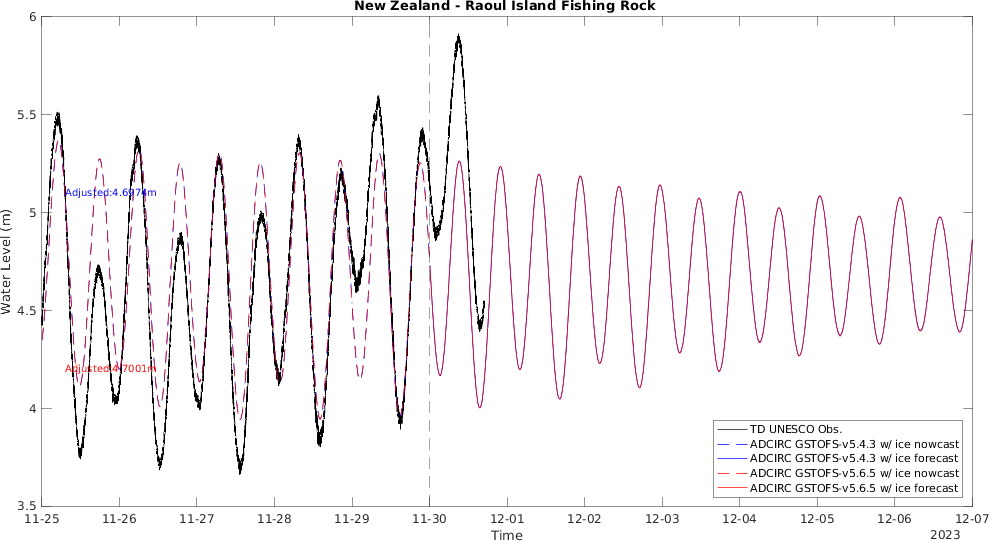 New Zealand - Raoul Island Fishing Rock
6
5.5
5
4.5
4
3.5
Water Level (m)
Adjusted:4.6974m
Adjusted:4.7001m
TD UNESCO Obs.
ADCIRC GSTOFS-v5.4.3 w/ ice nowcast
ADCIRC GSTOFS-v5.4.3 w/ ice forecast
ADCIRC GSTOFS-v5.6.5 w/ ice nowcast
ADCIRC GSTOFS-v5.6.5 w/ ice forecast
11-25 11-26 11-27 11-28 11-29 11-30 12-01 12-02 12-03 12-04 12-05 12-06 12-07
Time
2023